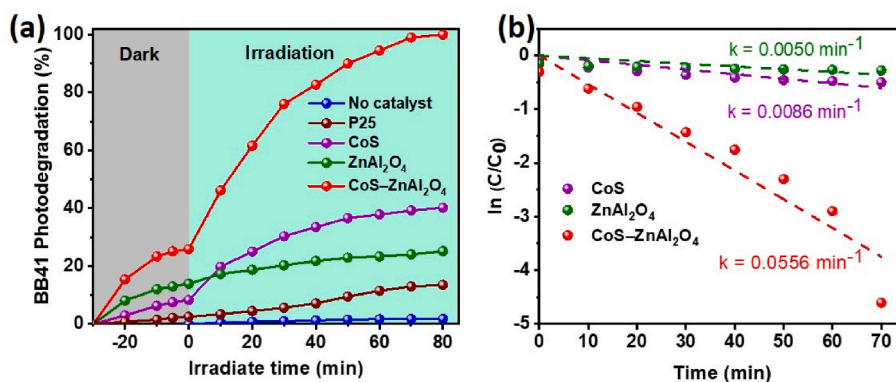 (a)
BB41 Photodegradation (%)
100
80
60
40
20
0
Dark
Irradiation
No catalyst
P25
CoS
ZnAl₂O₄
CoS–ZnAl₂O₄
-20 0 20 40 60 80
Irradiate time (min)
(b)
ln (C/C₀)
0
-1
-2
-3
-4
-5
k = 0.0050 min⁻¹
k = 0.0086 min⁻¹
CoS
ZnAl₂O₄
CoS–ZnAl₂O₄
k = 0.0556 min⁻¹
0 10 20 30 40 50 60 70
Time (min)